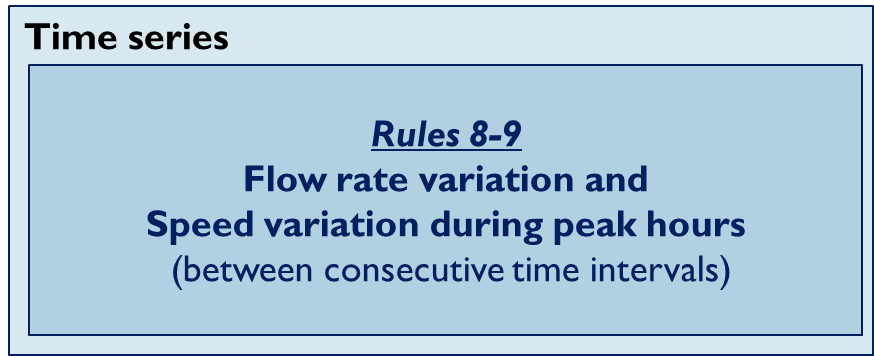 Time series
Rules 8-9
Flow rate variation and
Speed variation during peak hours
(between consecutive time intervals)